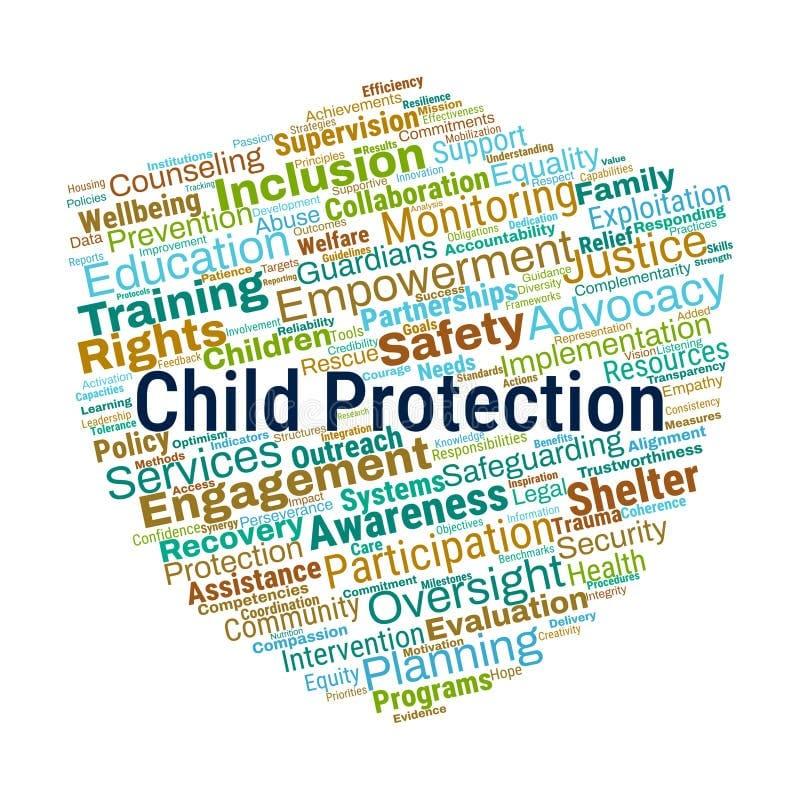 Efficiency
Achievements Resilience
Strategies Mission
Passion Supervision Effectiveness
Institutions Principles Results Commitments
Counseling Inclusion Mobilization
Housing Tracking Supportive Innovation Support Understanding
Policies Wellbeing Development Collaboration Equality Value
Prevention Abuse Outcomes Analysis Respect Capabilities
Data Improvement Welfare Monitoring Dedication Family
Reports Education Guidelines Obligations Exploitation
Patience Targets Guardians Accountability Relief Responding
Protocols Reporting Empowerment Guidance Justice Practices
Training Success Diversity Complementarity Skills
Involvement Reliability Partnerships Frameworks Strength
Rights Children Tools Goals Safety Advocacy
Feedback Credibility Representation Added
Activation Rescue Courage Needs Implementation Vision Listening
Capacities Standards Actions Resources
Learning Child Protection Transparency
Leadership Research Empathy
Tolerance Optimism Indicators Structures Integration Knowledge Benefits Consistency
Policy Outreach Responsibilities Alignment Measures
Methods Services Safeguarding Trustworthiness
Access Engagement Systems Inspiration
Impact Awareness Legal Shelter
Confidence Synergy Perseverance Objectives Information Trauma Coherence
Recovery Care Participation Benchmarks Security
Protection Commitment Milestones Health
Assistance Oversight Procedures
Competencies Coordination Integrity
Community Evaluation Delivery
Nutrition Compassion Motivation Creativity
Intervention Planning
Equity Priorities Hope
Programs
Evidence